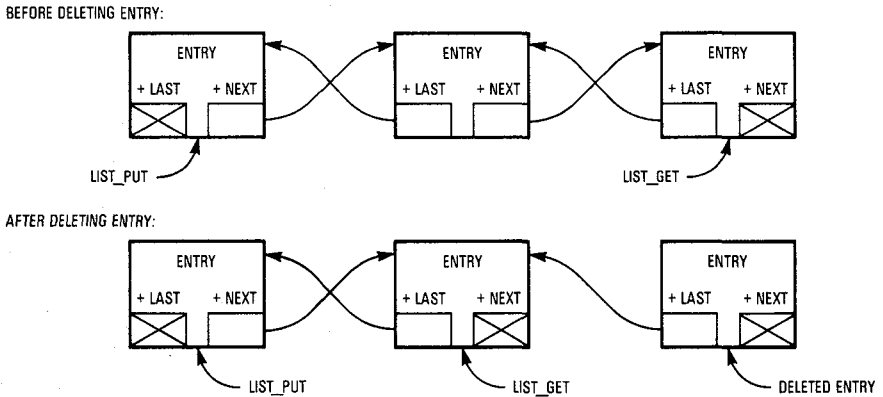 BEFORE DELETING ENTRY:
ENTRY ENTRY ENTRY
+ LAST + NEXT + LAST + NEXT + LAST + NEXT
LIST_PUT LIST_GET
AFTER DELETING ENTRY:
ENTRY ENTRY ENTRY
+ LAST + NEXT + LAST + NEXT + LAST + NEXT
LIST_PUT LIST_GET DELETED ENTRY